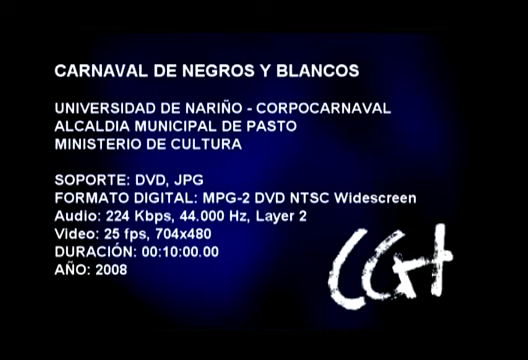 CARNAVAL DE NEGROS Y BLANCOS
UNIVERSIDAD DE NARIÑO - CORPOCARNAVAL
ALCALDIA MUNICIPAL DE PASTO
MINISTERIO DE CULTURA
SOPORTE: DVD, JPG
FORMATO DIGITAL: MPG-2 DVD NTSC Widescreen
Audio: 224 Kbps, 44.000 Hz, Layer 2
Video: 25 fps, 704x480
DURACIÓN: 00:10:00.00
AÑO: 2008